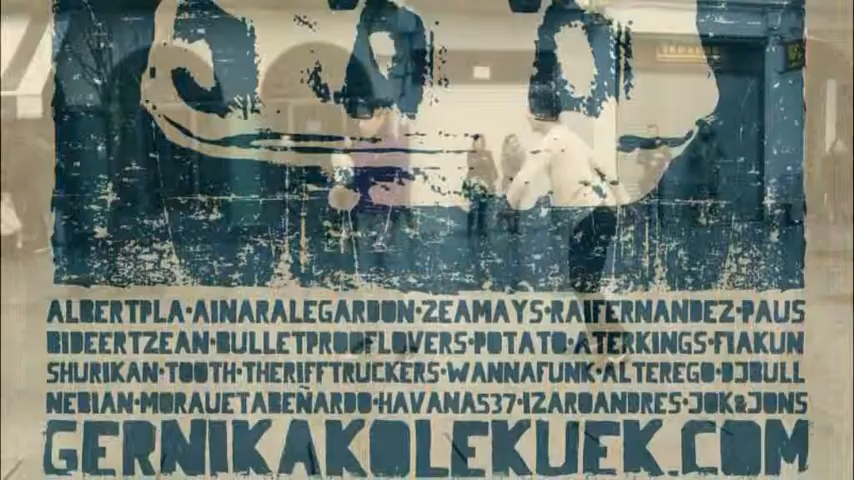 ALBERTPLA·AINARALEGARDON·ZEAMAYS·RAIFERNANDEZ·PAUS
BIDEERTZEAN·BULLETPROOFLOVERS·POTATO·ATERKINGS·FIAKUN
SHURIKAN·TOOTH·THERIFFTRUCKERS·WANNAFUNK·ALTEREGO·DJBULL
NEBIAN·MORAUETABEÑARDO·HAVANA537·IZAROANDRES·JOK&JONS
GERNIKAKOLEKUEK.COM